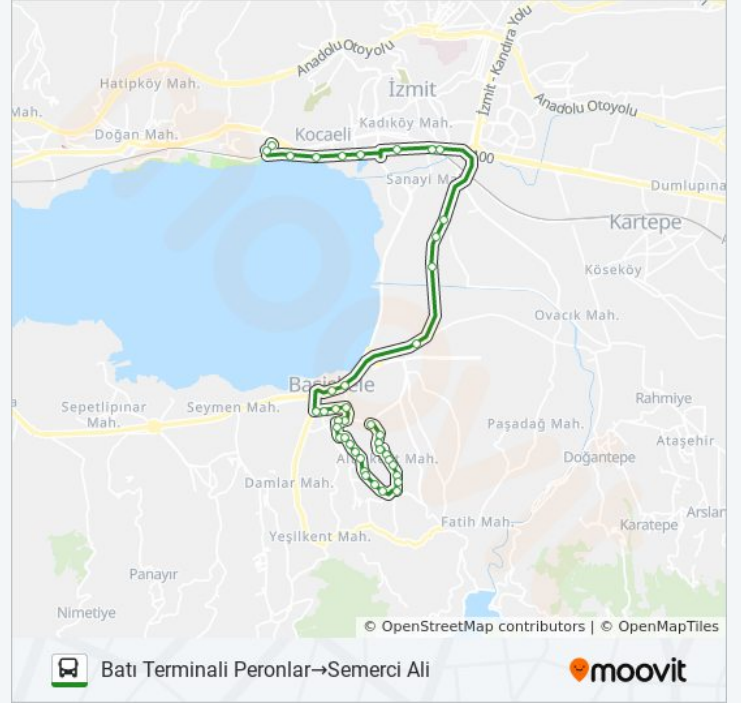 Anadolu Otoyolu
İzmit - Kandıra Yolu
Hatipköy Mah.
İzmit
Anadolu Otoyolu
Mah.
Doğan Mah.
Kocaeli
Kadıköy Mah.
Sanayi
Dumlupına
Kartepe
Köseköy
Ovacık Mah.
Sepetlipınar
Mah.
Seymen Mah.
Rahmiye
Paşadağ Mah.
Ataşehir
Mah.
Doğantepe
Damlar Mah.
Fatih Mah.
Arslan
Karatepe
Yeşilkent Mah.
Panayır
Nimetiye
© OpenStreetMap contributors | © OpenMapTiles
Batı Terminali Peronlar→Semerci Ali
moovit